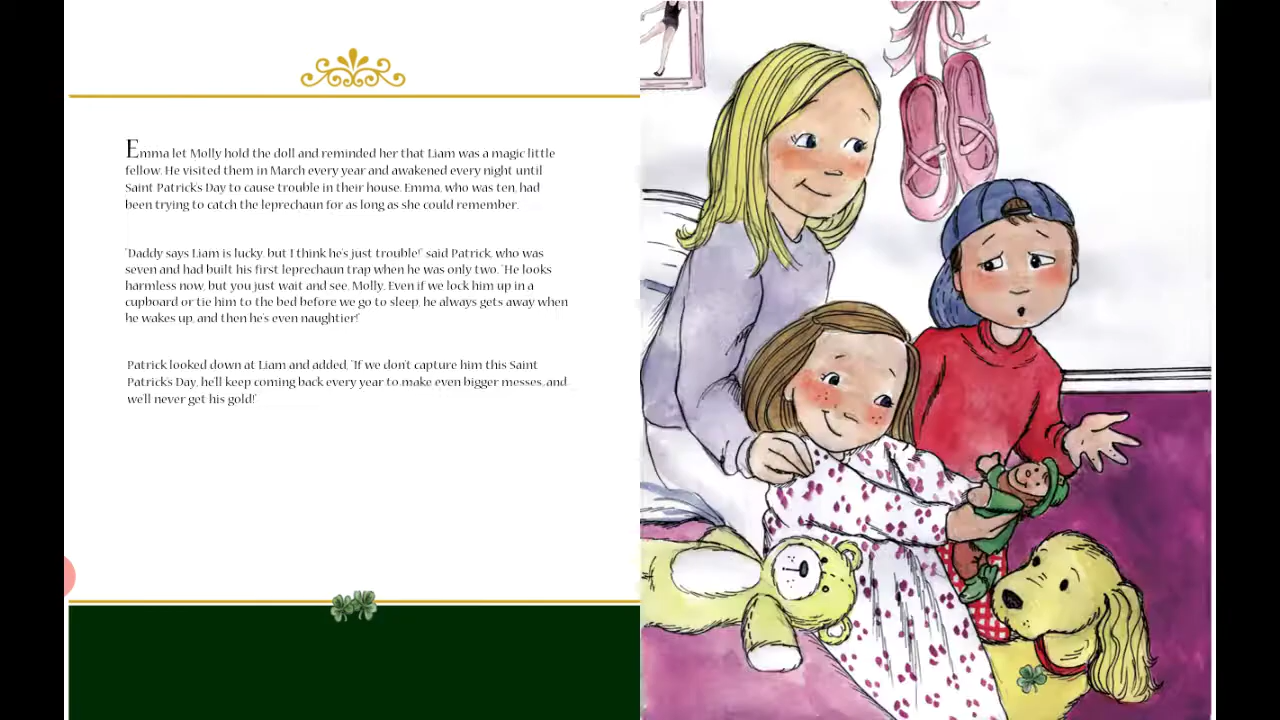 Emma let Molly hold the doll and reminded her that Liam was a magic little
fellow. He visited them in March every year and awakened every night until
Saint Patrick's Day to cause trouble in their house. Emma, who was ten, had
been trying to catch the leprechaun for as long as she could remember.
"Daddy says Liam is lucky, but I think he's just trouble!" said Patrick, who was
seven and had built his first leprechaun trap when he was only two. "He looks
harmless now, but you just wait and see, Molly. Even if we lock him up in a
cupboard or tie him to the bed before we go to sleep, he always gets away when
he wakes up, and then he's even naughtier!"
Patrick looked down at Liam and added, "If we don't capture him this Saint
Patrick's Day, he'll keep coming back every year to make even bigger messes, and
we'll never get his gold!"